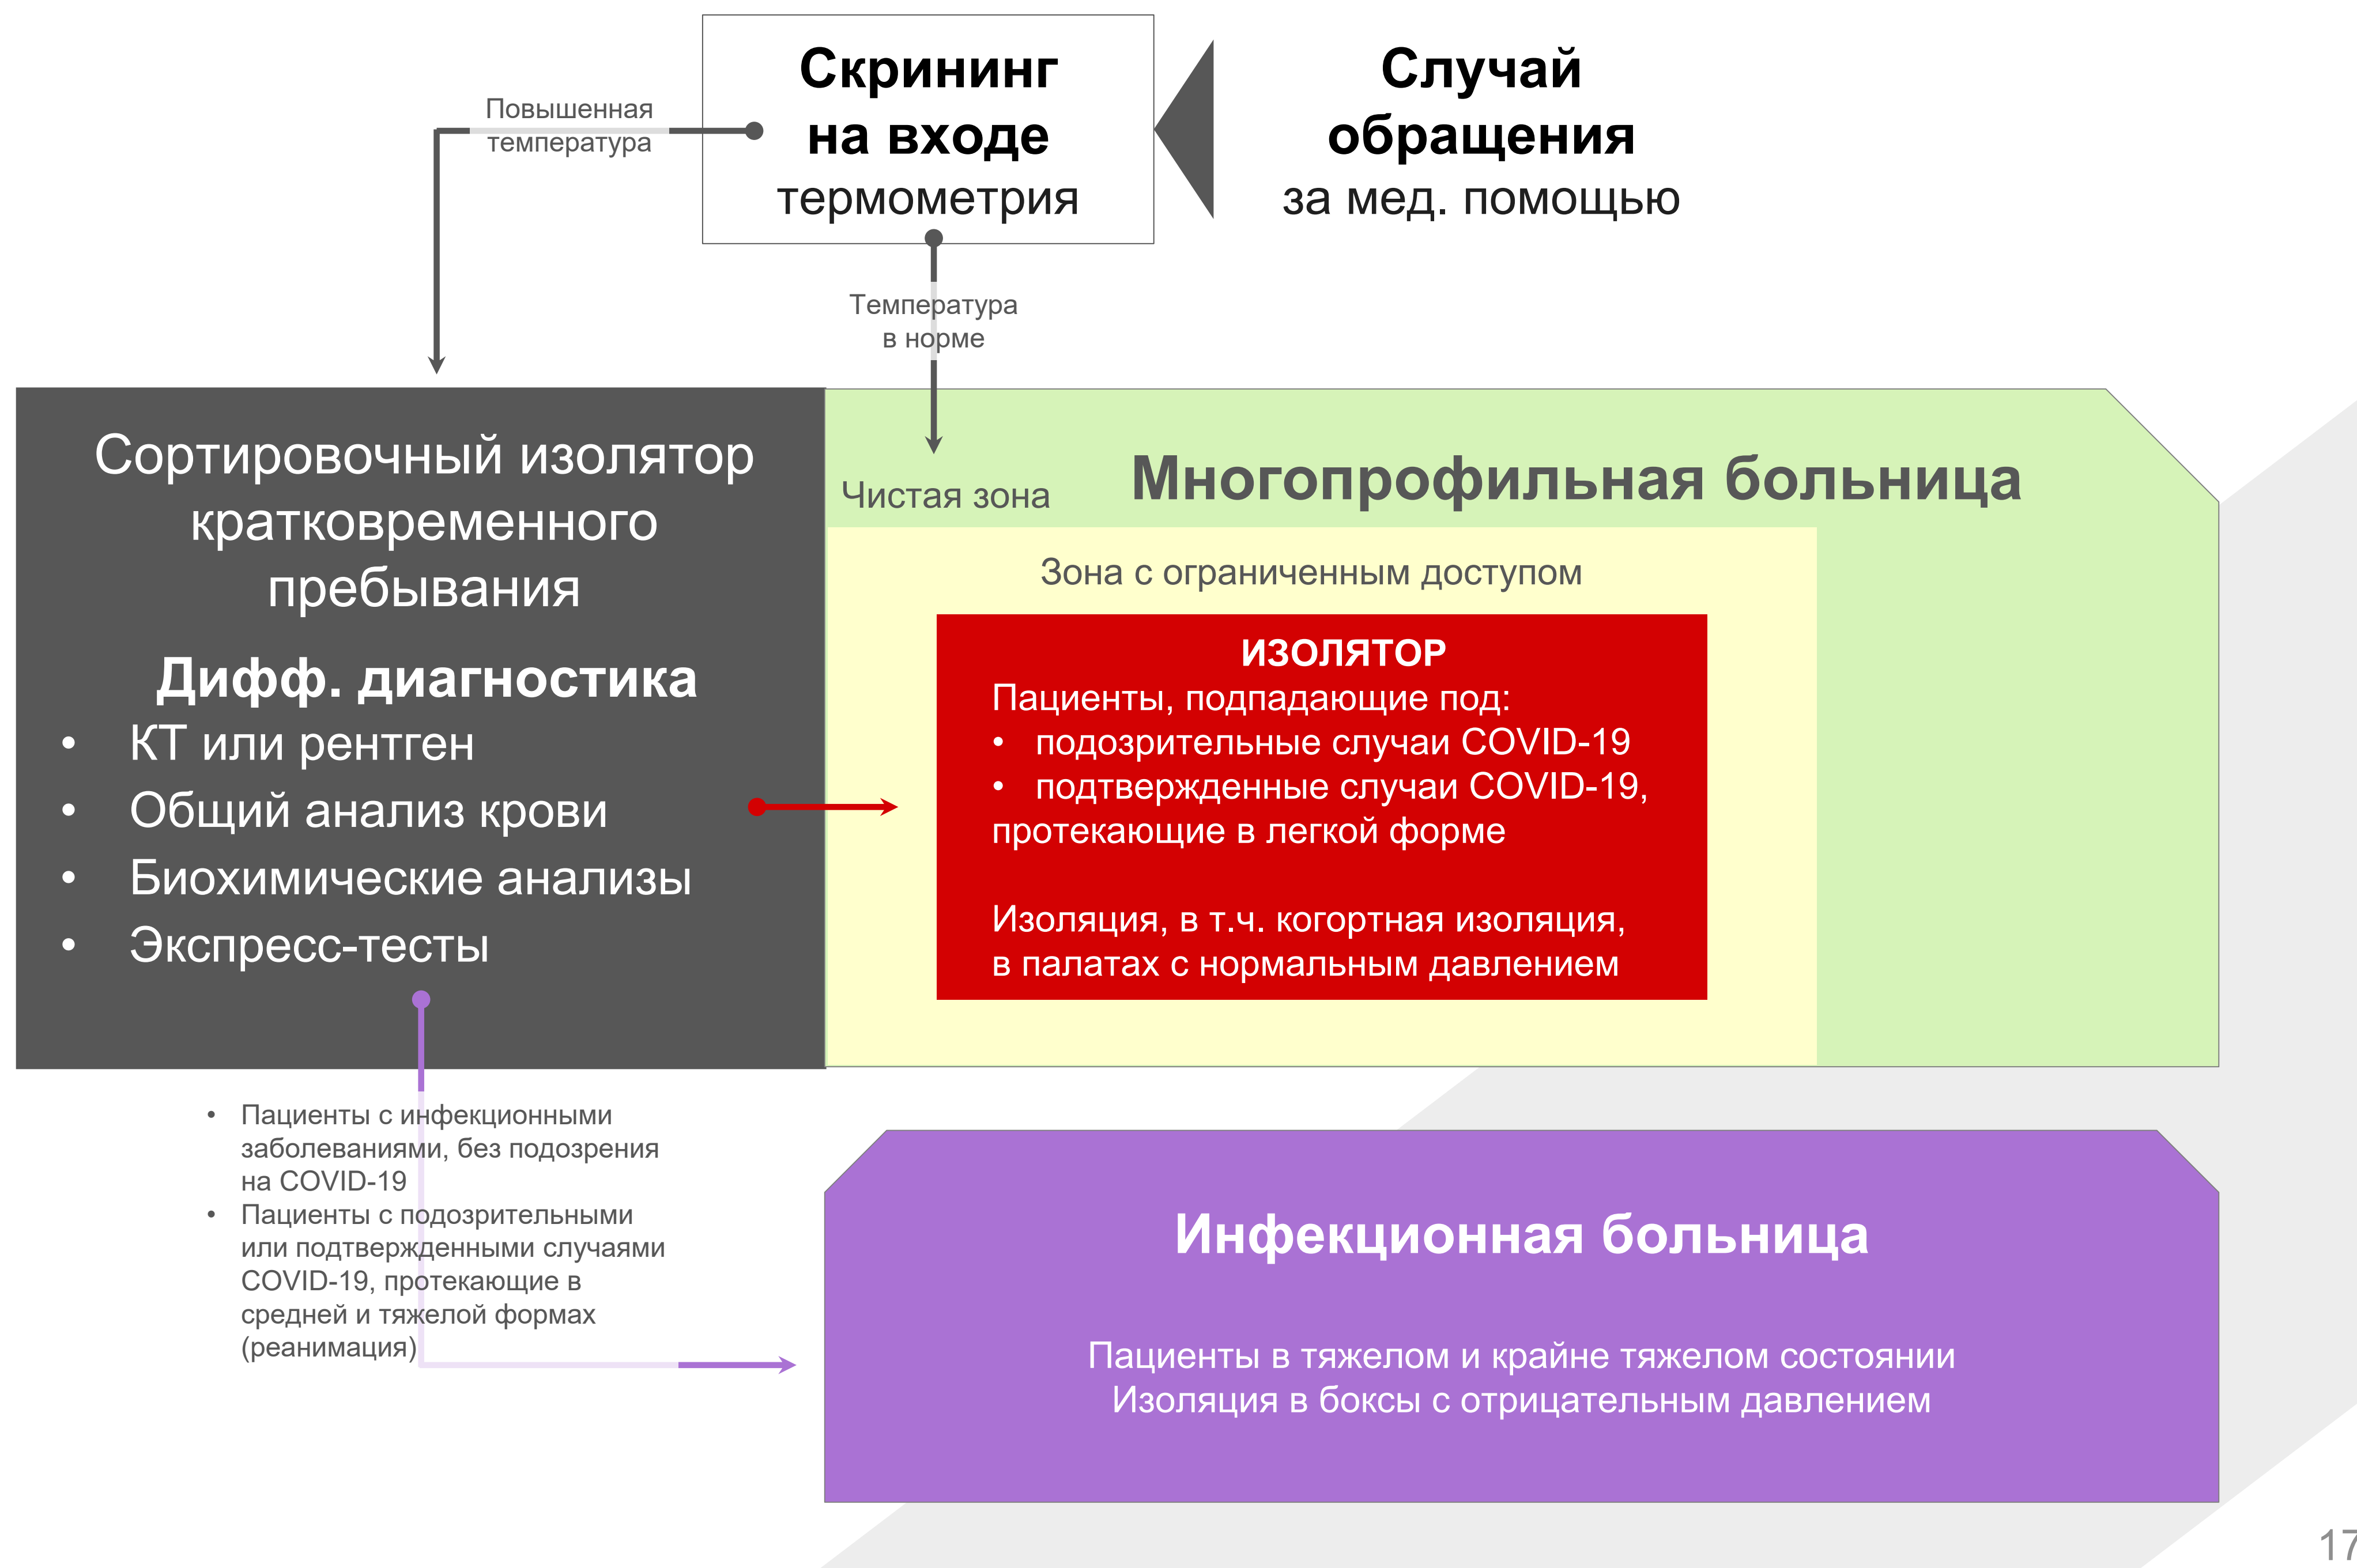 Скрининг
на входе
термометрия
Случай
обращения
за мед. помощью
Повышенная
температура
Температура
в норме
Сортировочный изолятор
кратковременного
пребывания
Дифф. диагностика
• КТ или рентген
• Общий анализ крови
• Биохимические анализы
• Экспресс-тесты
Чистая зона
Многопрофильная больница
Зона с ограниченным доступом
ИЗОЛЯТОР
Пациенты, подпадающие под:
• подозрительные случаи COVID-19
• подтвержденные случаи COVID-19,
протекающие в легкой форме
Изоляция, в т.ч. когортная изоляция,
в палатах с нормальным давлением
• Пациенты с инфекционными
заболеваниями, без подозрения
на COVID-19
• Пациенты с подозрительными
или подтвержденными случаями
COVID-19, протекающие в
средней и тяжелой формах
(реанимация)
Инфекционная больница
Пациенты в тяжелом и крайне тяжелом состоянии
Изоляция в боксы с отрицательным давлением
17